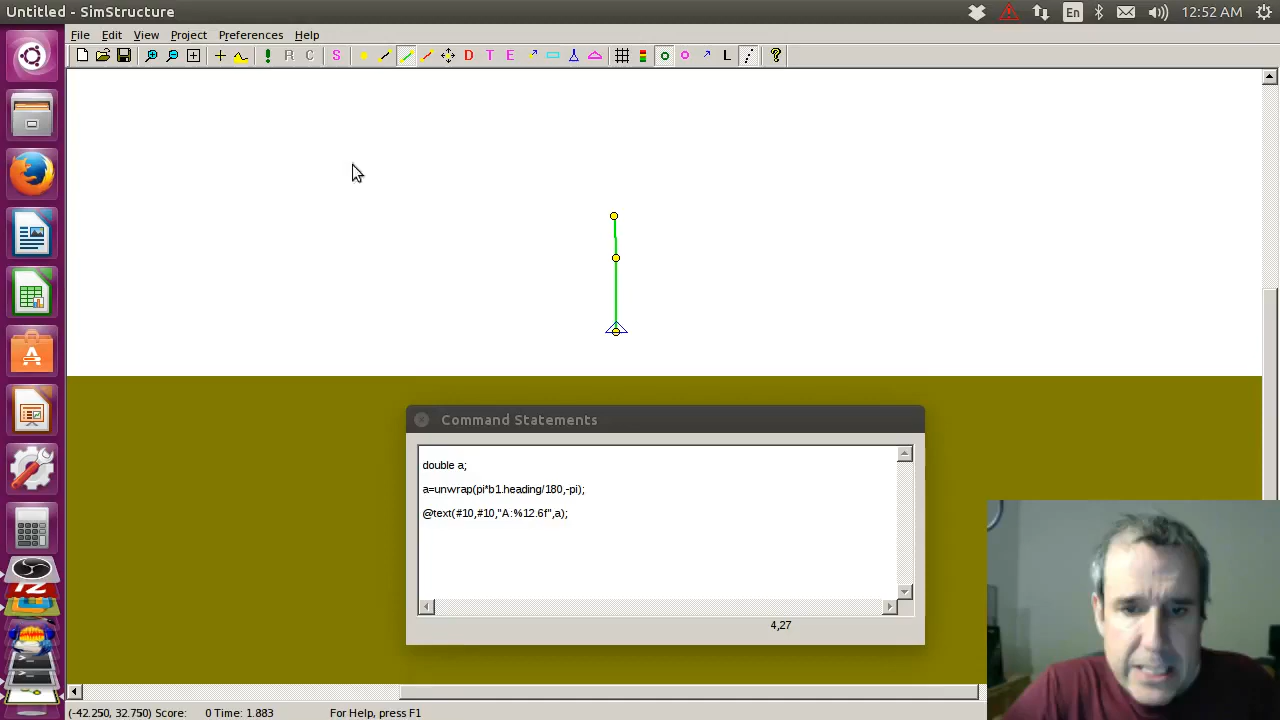 Untitled - SimStructure
En
12:52 AM
File Edit View Project Preferences Help
R C S D T E L ?
Command Statements
double a;
a=unwrap(pi*b1.heading/180,-pi);
@text(#10,#10,"A:%12.6f",a);
4,27
(-42.250, 32.750) Score: 0 Time: 1.883 For Help, press F1